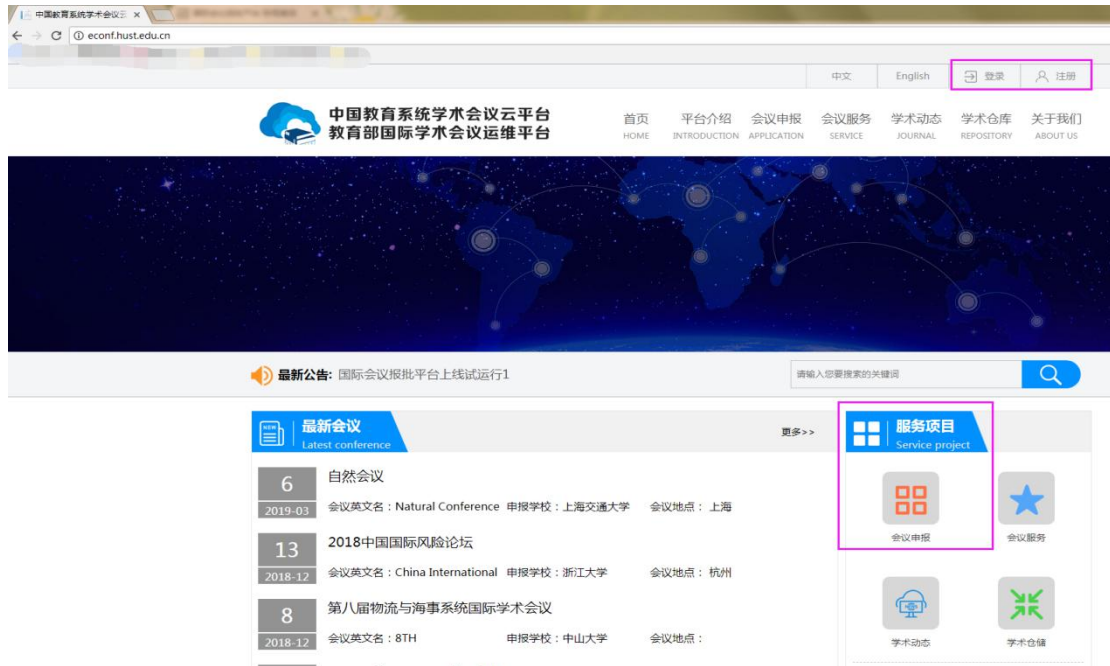 中国教育系统学术会议云
econf.hust.edu.cn
中文 English 登录 注册
中国教育系统学术会议云平台
教育部国际学术会议运维平台
首页 平台介绍 会议申报 会议服务 学术动态 学术仓库 关于我们
HOME INTRODUCTION APPLICATION SERVICE JOURNAL REPOSITORY ABOUT US
最新公告: 国际会议报批平台上线试运行1
请输入您要搜索的关键词
NEW 最新会议
Latest conference
更多>>
服务项目
Service project
6 自然会议
2019-03 会议英文名：Natural Conference 申报学校：上海交通大学 会议地点： 上海
13 2018中国国际风险论坛
2018-12 会议英文名：China International 申报学校：浙江大学 会议地点： 杭州
8 第八届物流与海事系统国际学术会议
2018-12 会议英文名：8TH 申报学校：中山大学 会议地点：
会议申报 会议服务
学术动态 学术仓储